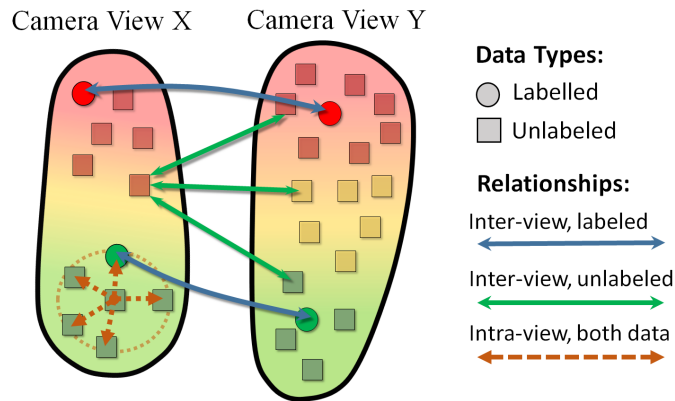 Camera View X
Camera View Y
Data Types:
Labelled
Unlabeled
Relationships:
Inter-view, labeled
Inter-view, unlabeled
Intra-view, both data